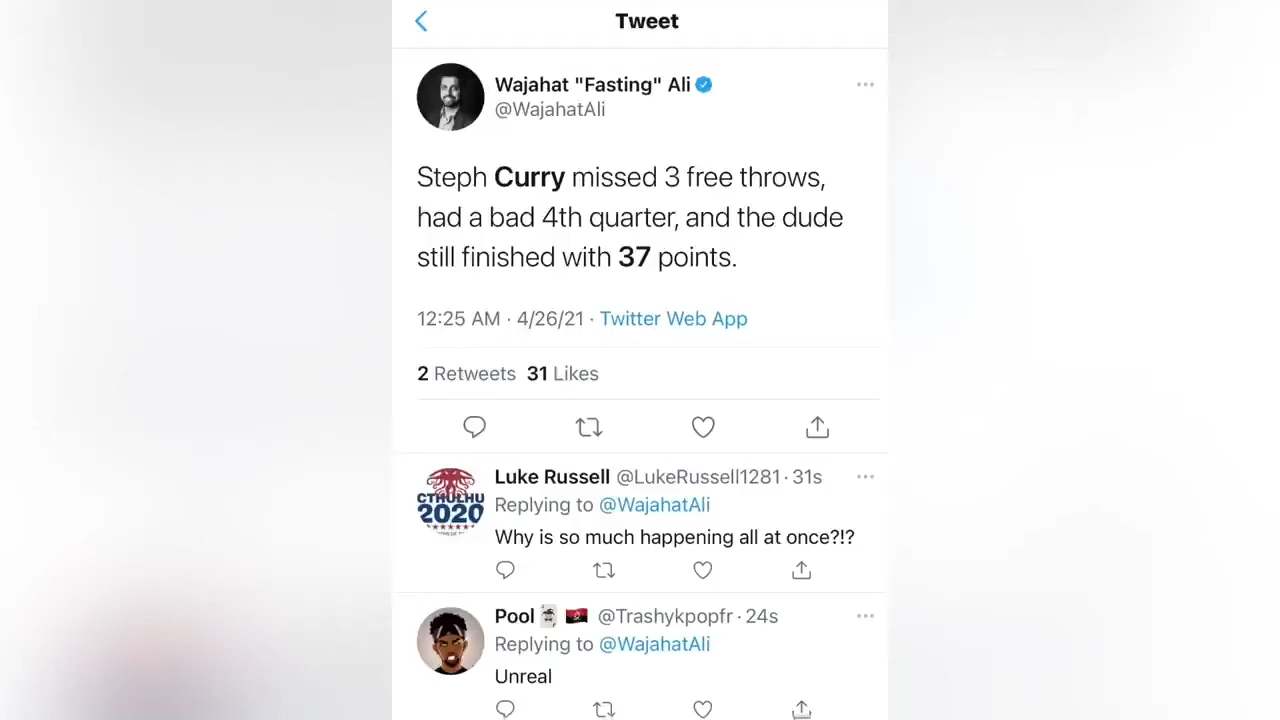 Tweet
Wajahat "Fasting" Ali
@WajahatAli
Steph Curry missed 3 free throws,
had a bad 4th quarter, and the dude
still finished with 37 points.
12:25 AM · 4/26/21 · Twitter Web App
2 Retweets 31 Likes
Luke Russell @LukeRussell1281 · 31s
Replying to @WajahatAli
CTHULHU
2020
Why is so much happening all at once?!?
Pool 🇦🇴 @Trashykpopfr · 24s
Replying to @WajahatAli
Unreal